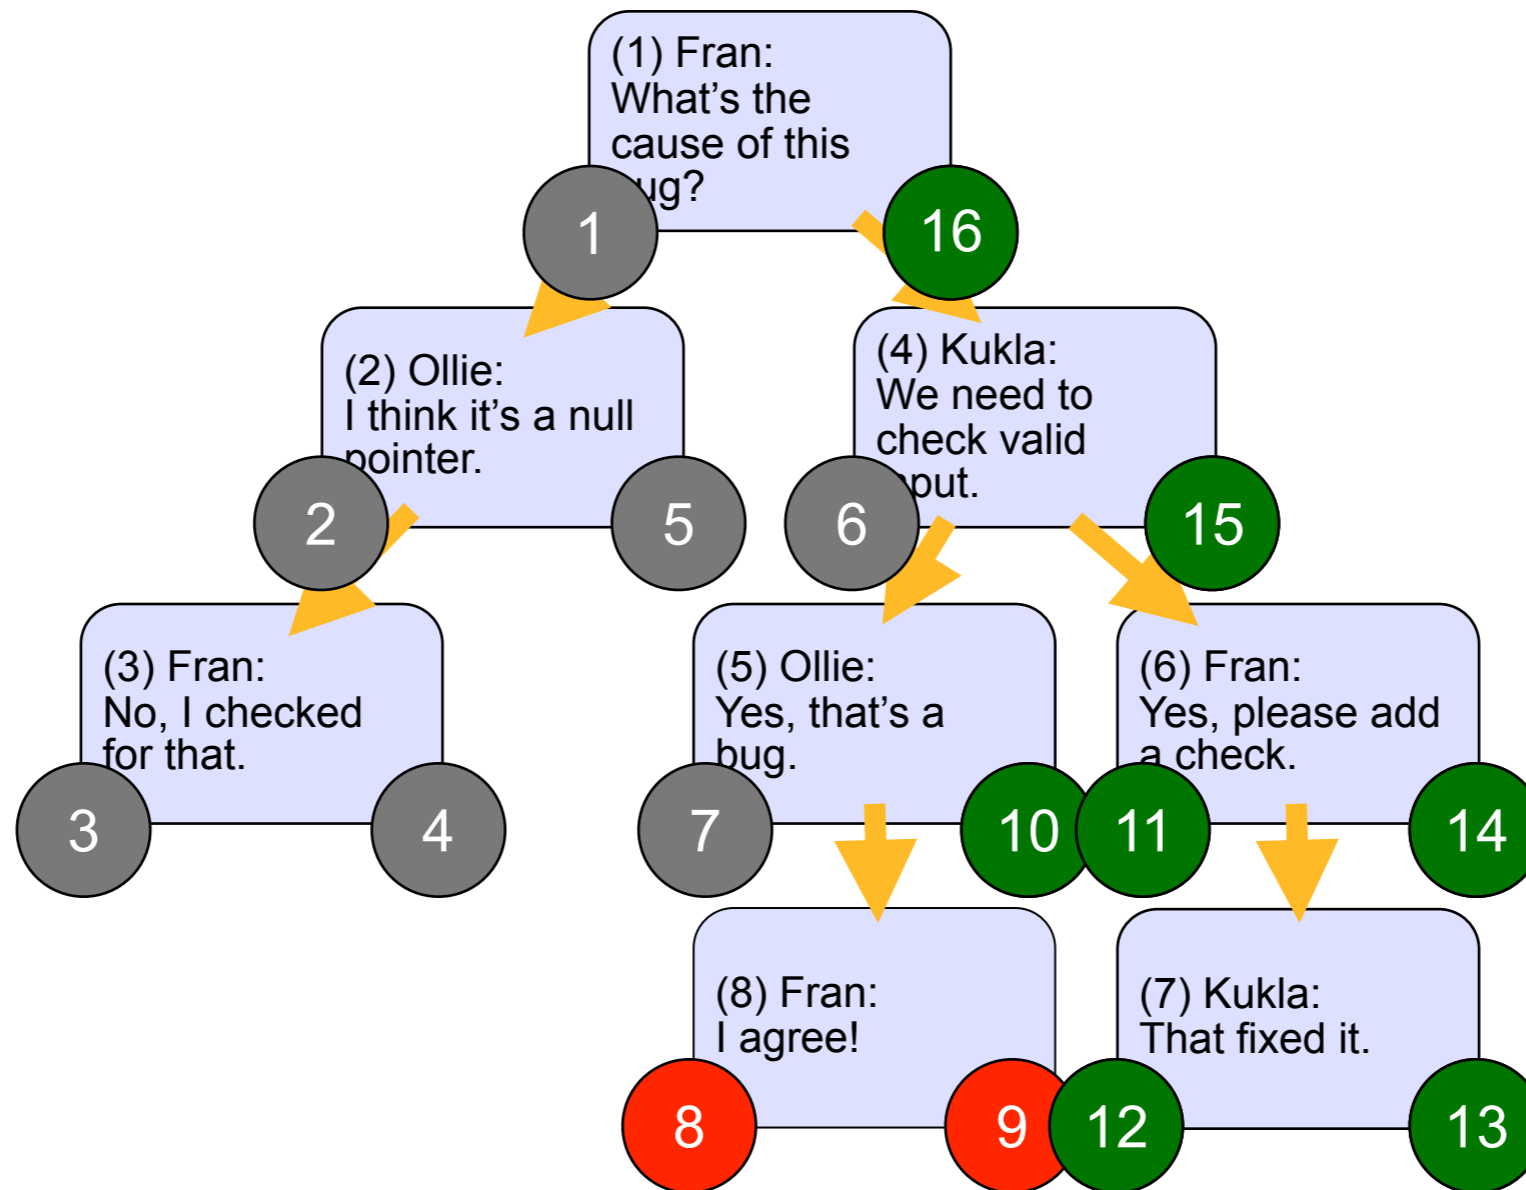 (1) Fran:
What's the
cause of this
ug?
1
16
(2) Ollie:
I think it's a null
pointer.
2
5
(4) Kukla:
We need to
check valid
put.
6
15
(3) Fran:
No, I checked
for that.
3
4
(5) Ollie:
Yes, that's a
bug.
7
10
(6) Fran:
Yes, please add
a check.
11
14
(8) Fran:
I agree!
8
9
(7) Kukla:
That fixed it.
12
13